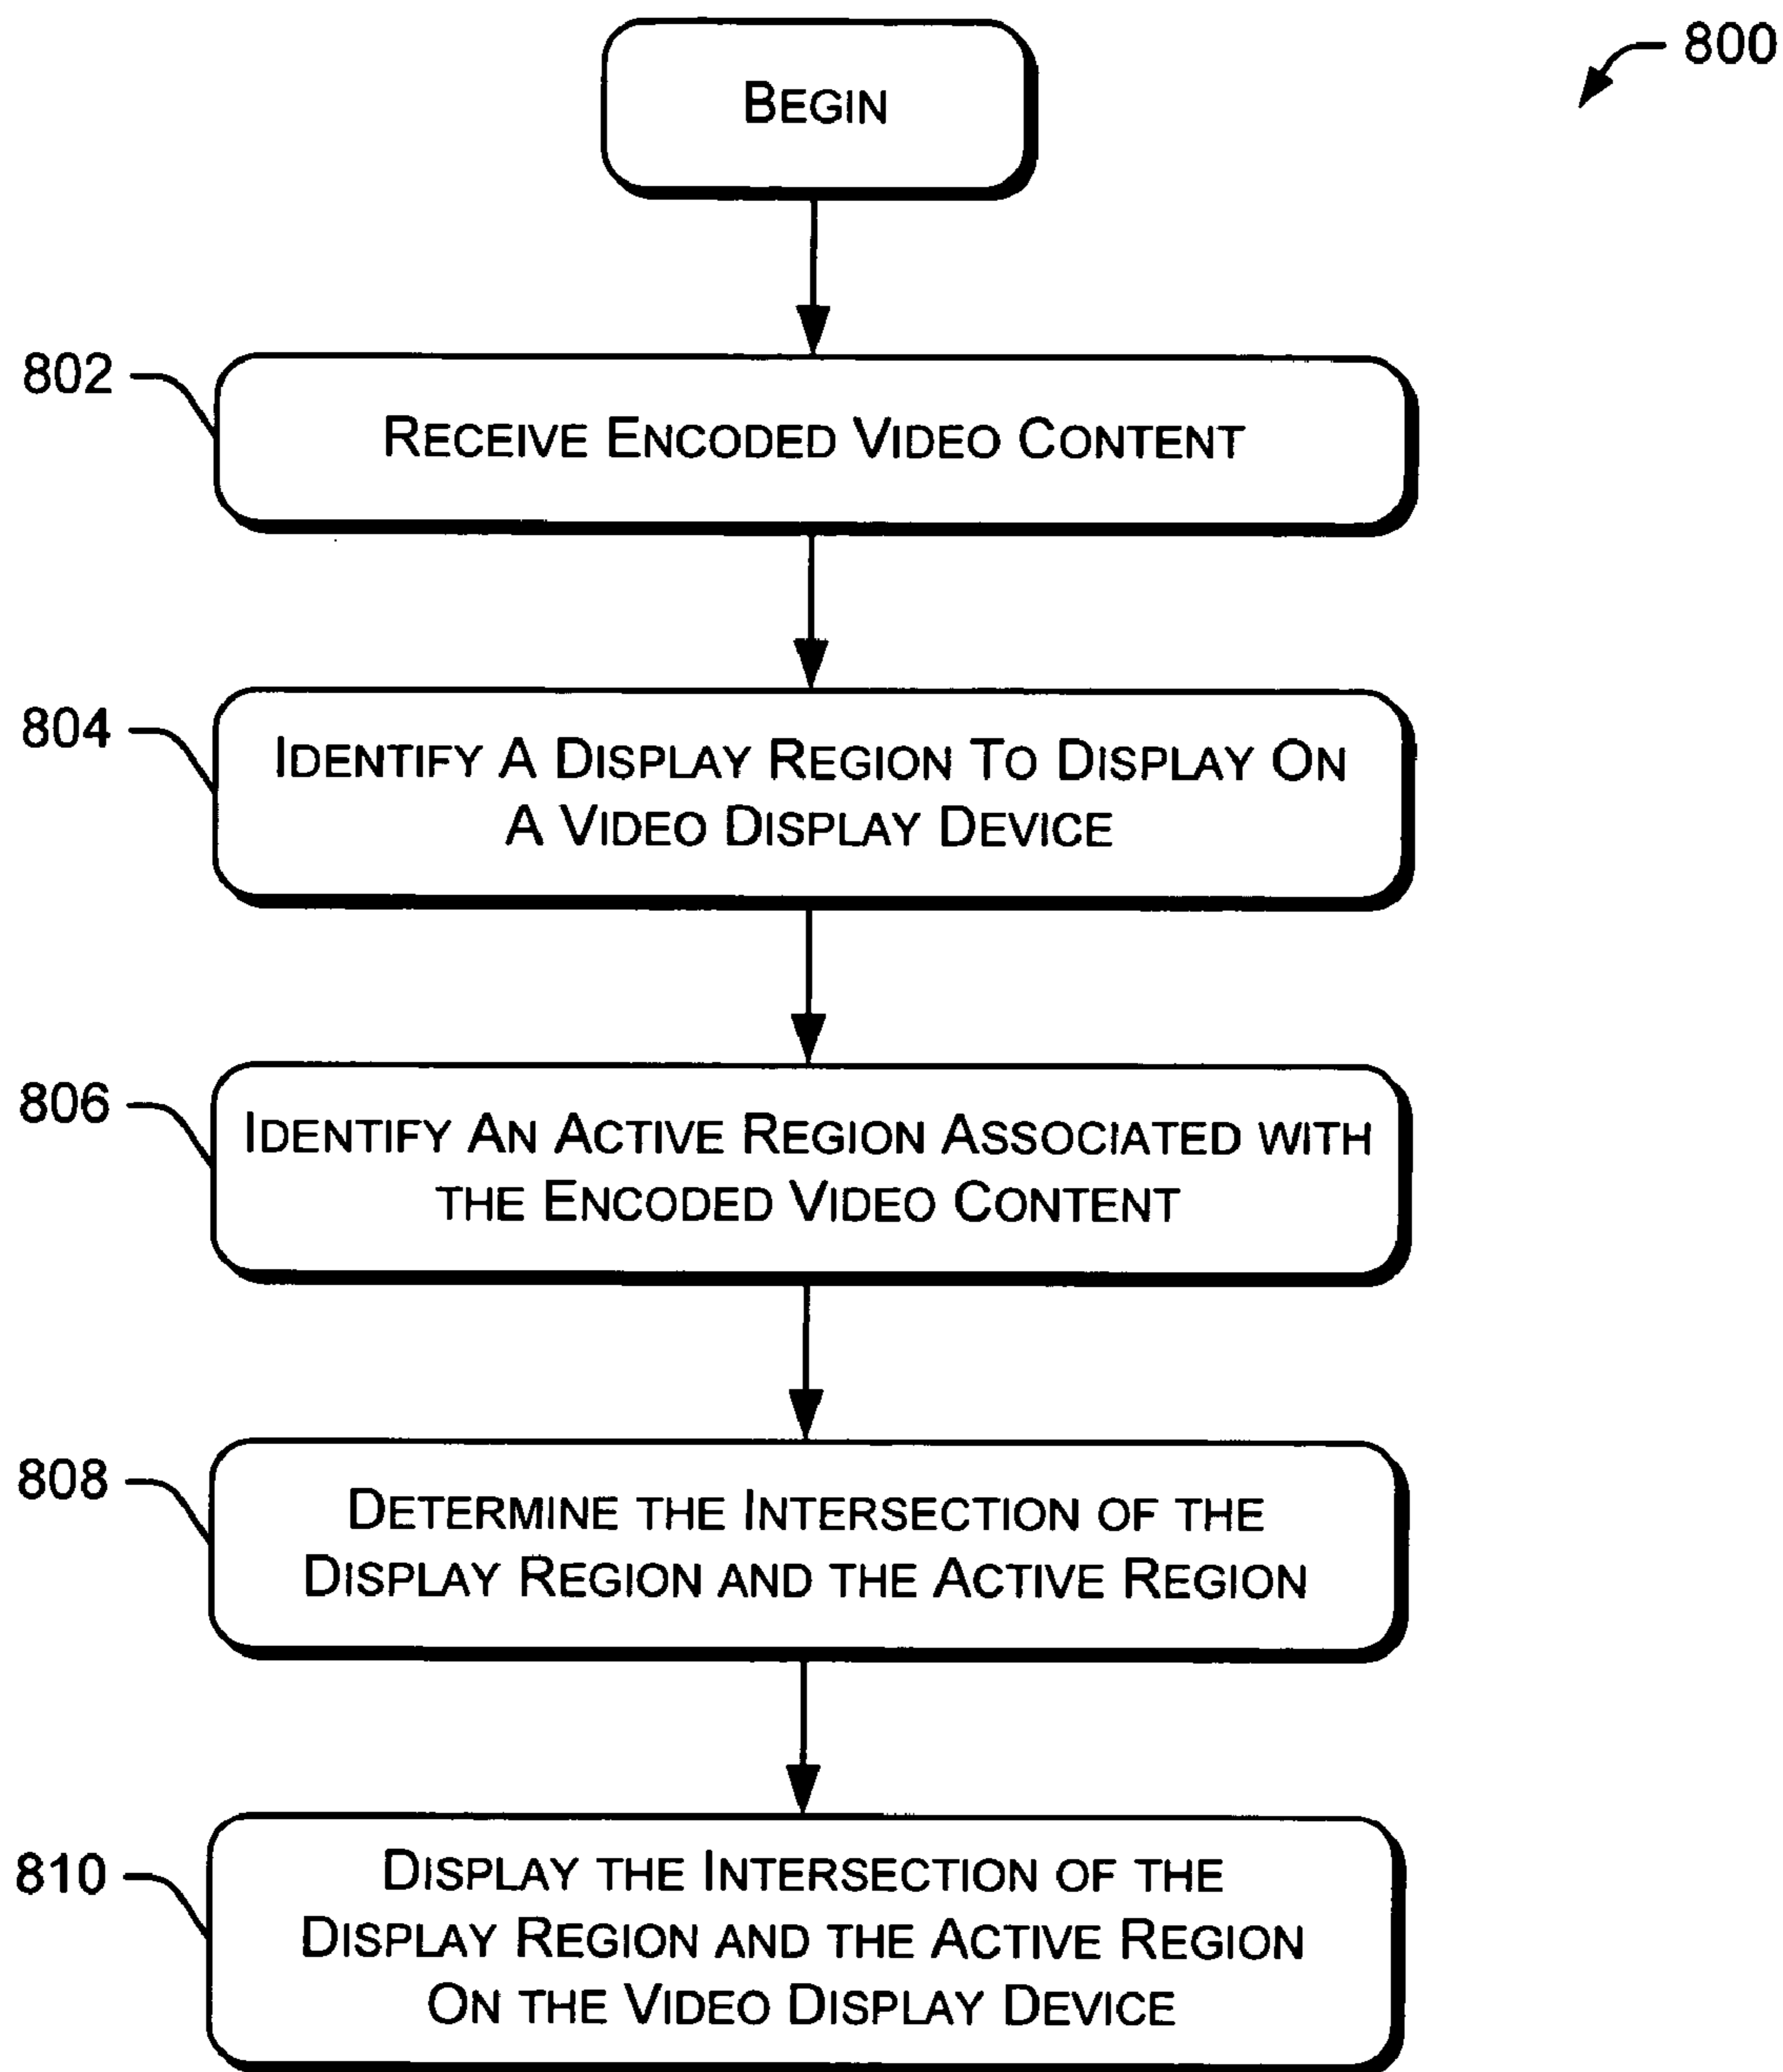 BEGIN
800
802
RECEIVE ENCODED VIDEO CONTENT
804
IDENTIFY A DISPLAY REGION TO DISPLAY ON
A VIDEO DISPLAY DEVICE
806
IDENTIFY AN ACTIVE REGION ASSOCIATED WITH
THE ENCODED VIDEO CONTENT
808
DETERMINE THE INTERSECTION OF THE
DISPLAY REGION AND THE ACTIVE REGION
810
DISPLAY THE INTERSECTION OF THE
DISPLAY REGION AND THE ACTIVE REGION
ON THE VIDEO DISPLAY DEVICE